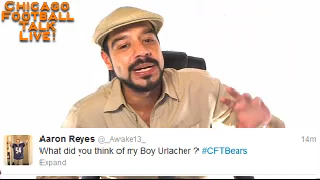 CHICAGO
FOOTBALL
TALK
LIVE!
Aaron Reyes @_Awake13_ 14m
What did you think of my Boy Urlacher ? #CFTBears
Expand